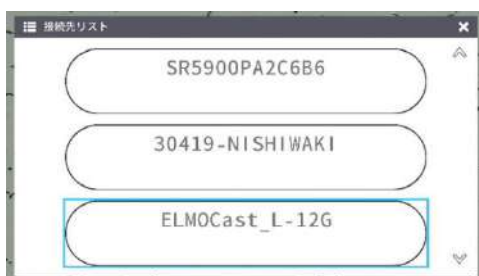 接続先リスト
SR5900PA2C6B6
30419-NISHIWAKI
ELMOCast_L-12G